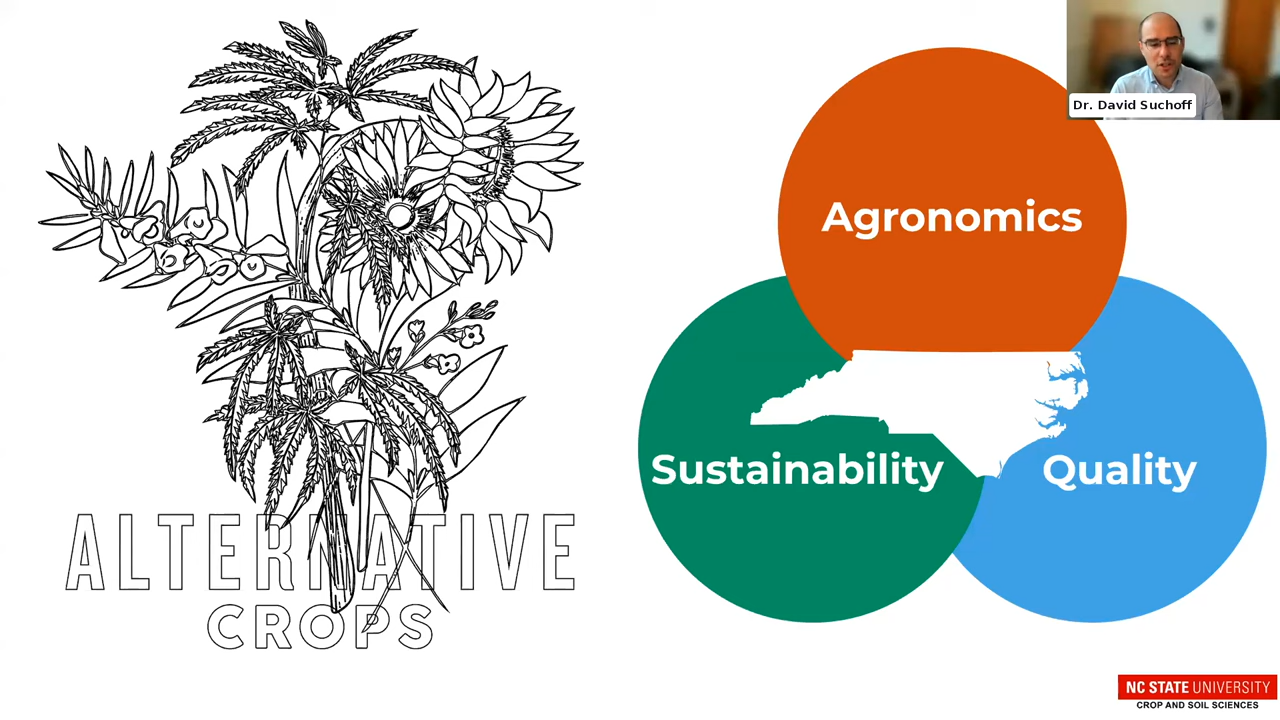 ALTERNATIVE
CROPS
Agronomics
Sustainability
Quality
Dr. David Suchoff
NC STATE UNIVERSITY
CROP AND SOIL SCIENCES